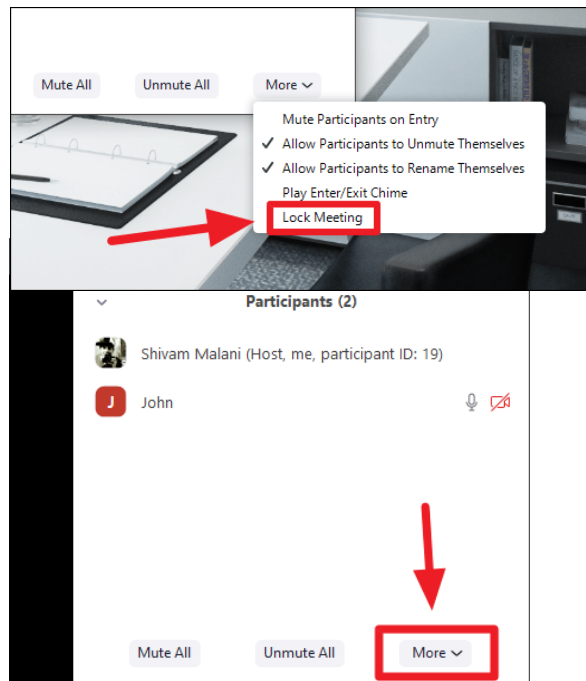 Mute All
Unmute All
More
Mute Participants on Entry
✓ Allow Participants to Unmute Themselves
✓ Allow Participants to Rename Themselves
Play Enter/Exit Chime
Lock Meeting
Participants (2)
Shivam Malani (Host, me, participant ID: 19)
J
John
Mute All
Unmute All
More